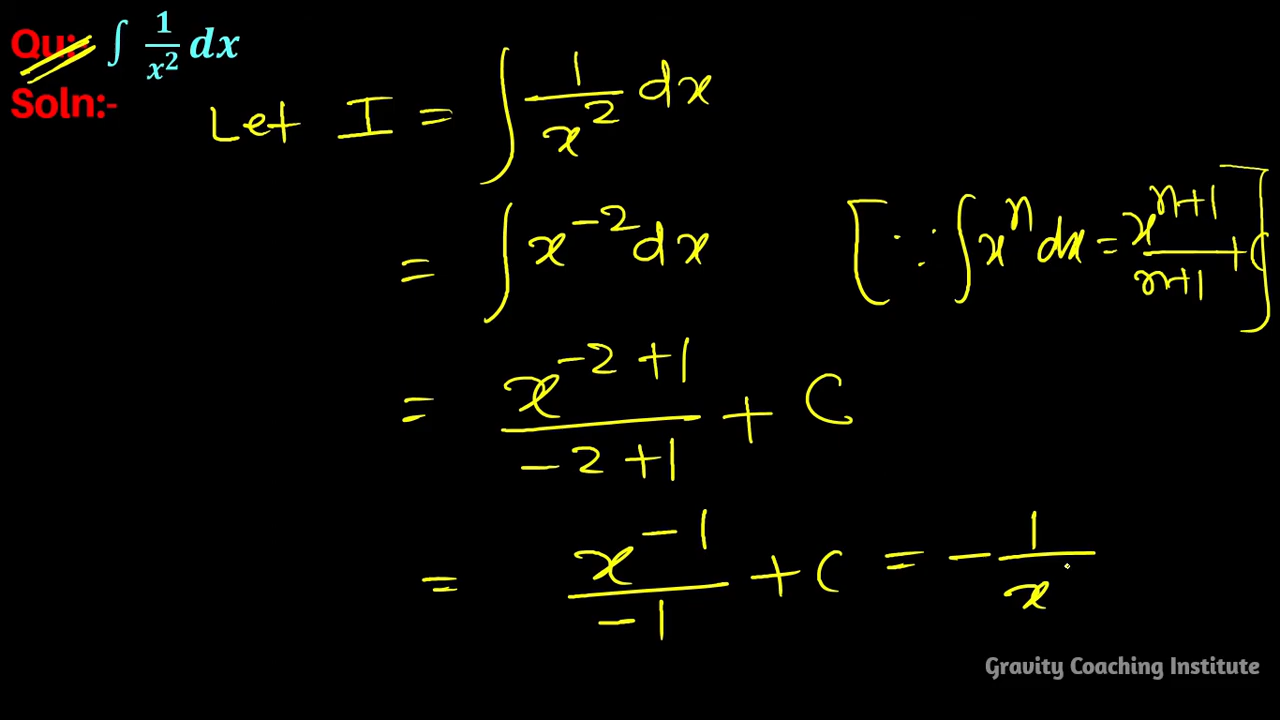 Qu:- ∫ 1/x² dx
Soln:-
Let I = ∫ 1/x² dx
= ∫ x⁻² dx [∵ ∫xⁿ dx = xⁿ⁺¹/n+1 + C]
= x⁻²⁺¹/-2+1 + C
= x⁻¹/-1 + C = -1/x
Gravity Coaching Institute